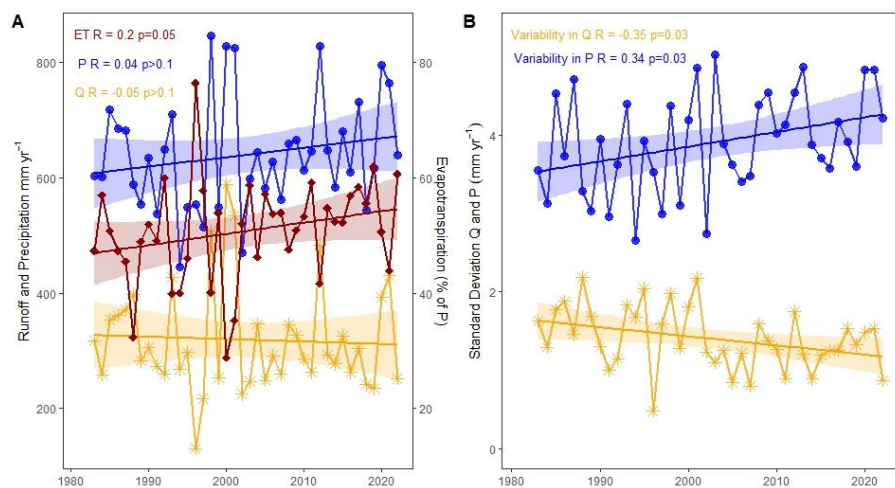 A
ET R = 0.2 p=0.05
P R = 0.04 p>0.1
Q R = -0.05 p>0.1
Runoff and Precipitation mm yr⁻¹
800
600
400
200
80
60
40
20
Evapotranspiration (% of P)
1980
1990
2000
2010
2020
B
Variability in Q R = -0.35 p=0.03
Variability in P R = 0.34 p=0.03
Standard Deviation Q and P (mm yr⁻¹)
4
2
0
1980
1990
2000
2010
2020